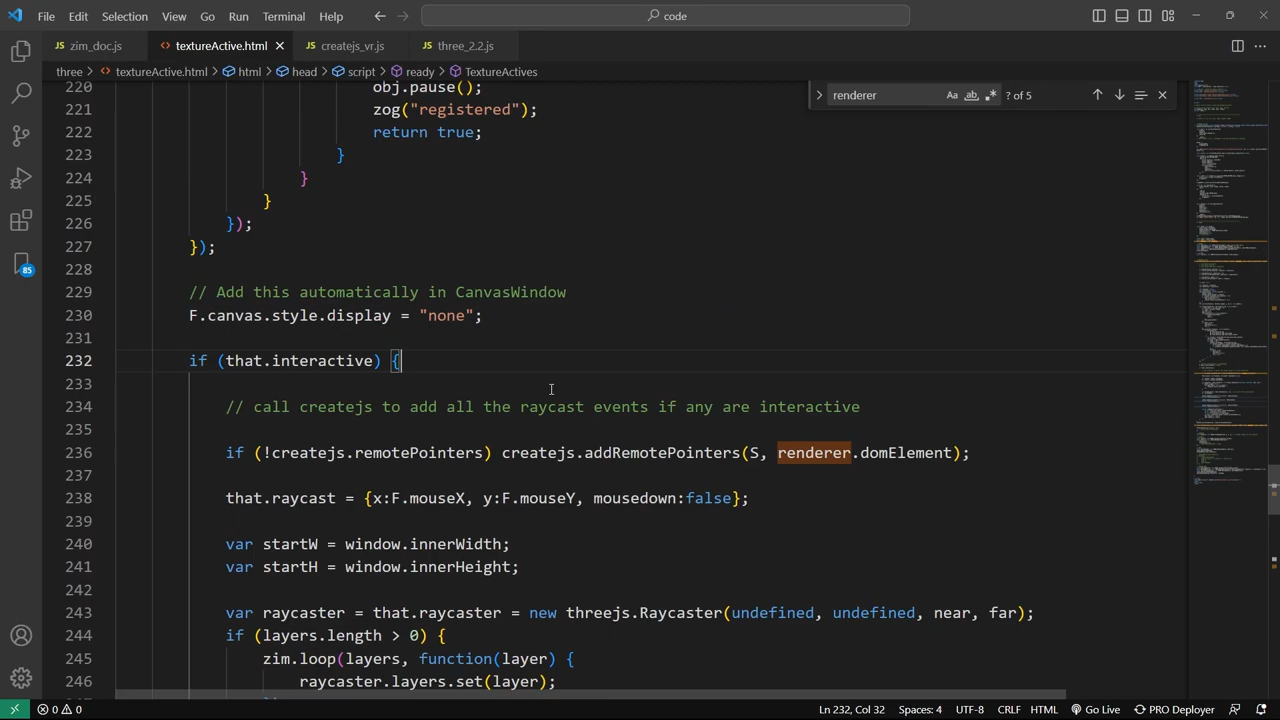 File Edit Selection View Go Run Terminal Help
code
zim_doc.js textureActive.html createjs_vr.js three_2.2.js
three > textureActive.html > html > head > script > ready > TextureActives
renderer ab ? of 5
220 obj.pause();
221 zog("registered");
222 return true;
223 }
224 }
225 }
226 });
227 });
228
229 // Add this automatically in CanvasWindow
230 F.canvas.style.display = "none";
231
232 if (that.interactive) {
233
234 // call createjs to add all in raycast events if any are interactive
235
236 if (!createjs.remotePointers) createjs.addRemotePointers(S, renderer.domElement);
237
238 that.raycast = {x:F.mouseX, y:F.mouseY, mousedown:false};
239
240 var startW = window.innerWidth;
241 var startH = window.innerHeight;
242
243 var raycaster = that.raycaster = new threejs.Raycaster(undefined, undefined, near, far);
244 if (layers.length > 0) {
245 zim.loop(layers, function(layer) {
246 raycaster.layers.set(layer);
85
0 0 Ln 232, Col 32 Spaces: 4 UTF-8 CRLF HTML Go Live PRO Deployer